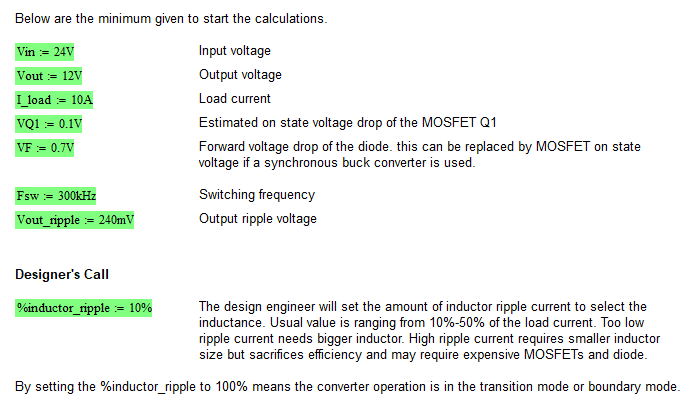 Below are the minimum given to start the calculations.
Vin := 24V Input voltage
Vout := 12V Output voltage
I_load := 10A Load current
VQ1 := 0.1V Estimated on state voltage drop of the MOSFET Q1
VF := 0.7V Forward voltage drop of the diode. this can be replaced by MOSFET on state
voltage if a synchronous buck converter is used.
Fsw := 300kHz Switching frequency
Vout_ripple := 240mV Output ripple voltage
Designer's Call
%inductor_ripple := 10% The design engineer will set the amount of inductor ripple current to select the
inductance. Usual value is ranging from 10%-50% of the load current. Too low
ripple current needs bigger inductor. High ripple current requires smaller inductor
size but sacrifices efficiency and may require expensive MOSFETs and diode.
By setting the %inductor_ripple to 100% means the converter operation is in the transition mode or boundary mode.